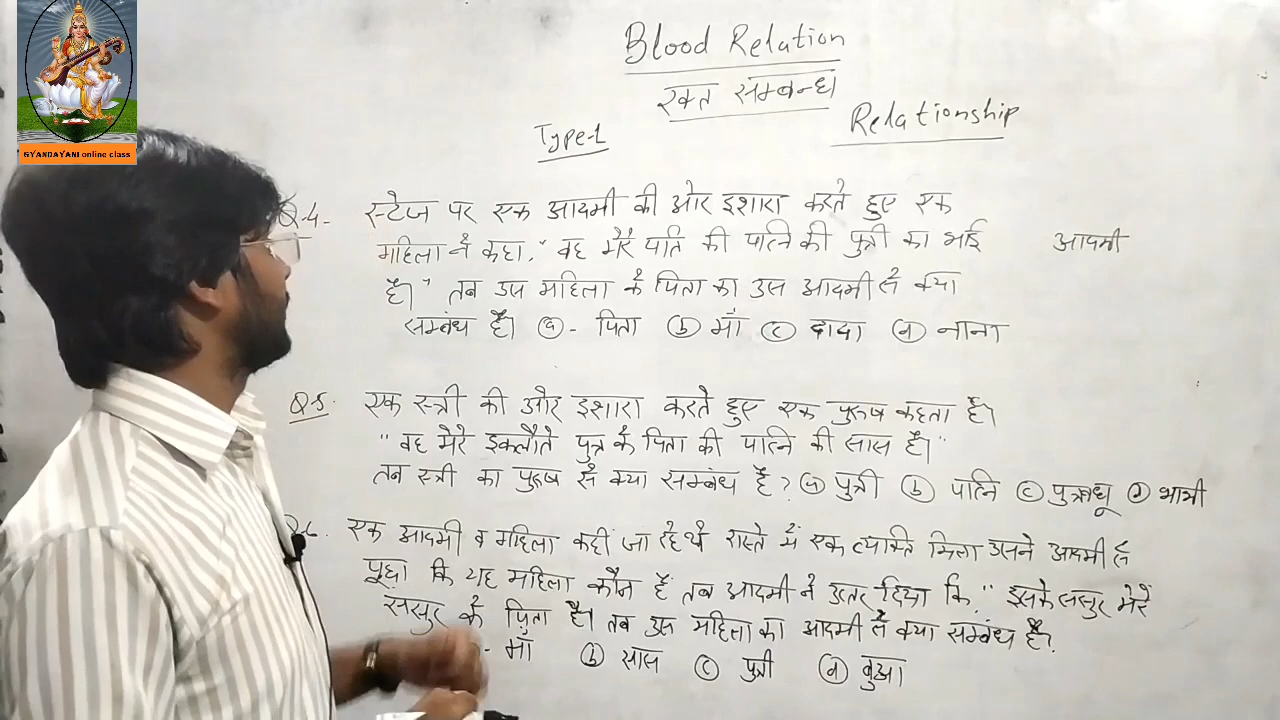 GYANDAYANI online class
Blood Relation
रक्त सम्बन्ध
Relationship
Type-1
Q.4- स्टेज पर एक आदमी की ओर इशारा करते हुए एक
महिला ने कहा, "वह मेरे पति की पत्नि की पुत्री का भाई
आदमी
है।" तब उस महिला के पिता का उस आदमी से क्या
सम्बंध है। (a)- पिता (b) माँ (c) दादा (d) नाना
Q.5. एक स्त्री की ओर इशारा करते हुए एक पुरुष कहता है।
"वह मेरे इकलौते पुत्र के पिता की पत्नि की सास है।"
तब स्त्री का पुरुष से क्या सम्बंध है? (a) पुत्री (b) पत्नि (c) पुत्रवधू (d)
एक आदमी व महिला कहीं जा रहे थे रास्ते में एक व्यक्ति मिला उसने आदमी से
पूछा कि यह महिला कौन है तब आदमी ने उतर दिया कि, "इसके ससुर मेरे
ससुर के पिता है। तब उस महिला का आदमी से क्या सम्बंध है?
- माँ (b) सास (c) पुत्री (d) बुआ